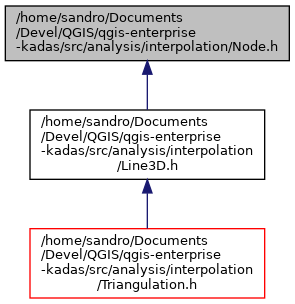 /home/sandro/Documents
/Devel/QGIS/qgis-enterprise
-kadas/src/analysis/interpolation/Node.h
/home/sandro/Documents
/Devel/QGIS/qgis-enterprise
-kadas/src/analysis/interpolation
/Line3D.h
/home/sandro/Documents
/Devel/QGIS/qgis-enterprise
-kadas/src/analysis/interpolation
/Triangulation.h